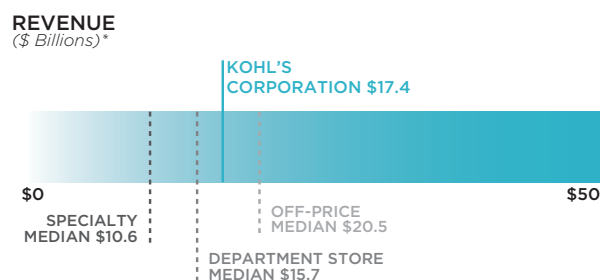 REVENUE
($ Billions)*
KOHL'S
CORPORATION $17.4
$0
$50
SPECIALTY
MEDIAN $10.6
OFF-PRICE
MEDIAN $20.5
DEPARTMENT STORE
MEDIAN $15.7